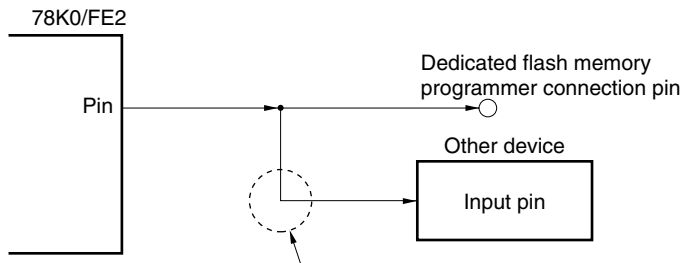 78K0/FE2
Dedicated flash memory
programmer connection pin
Pin
Other device
Input pin